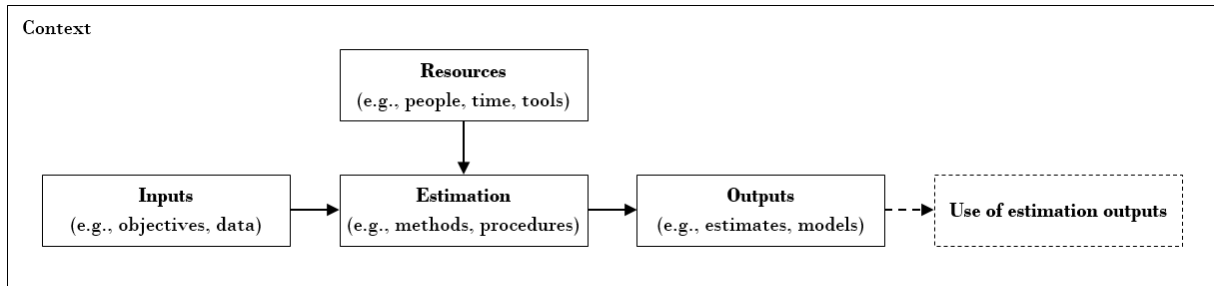 Context
Resources
(e.g., people, time, tools)
Inputs
(e.g., objectives, data)
Estimation
(e.g., methods, procedures)
Outputs
(e.g., estimates, models)
Use of estimation outputs